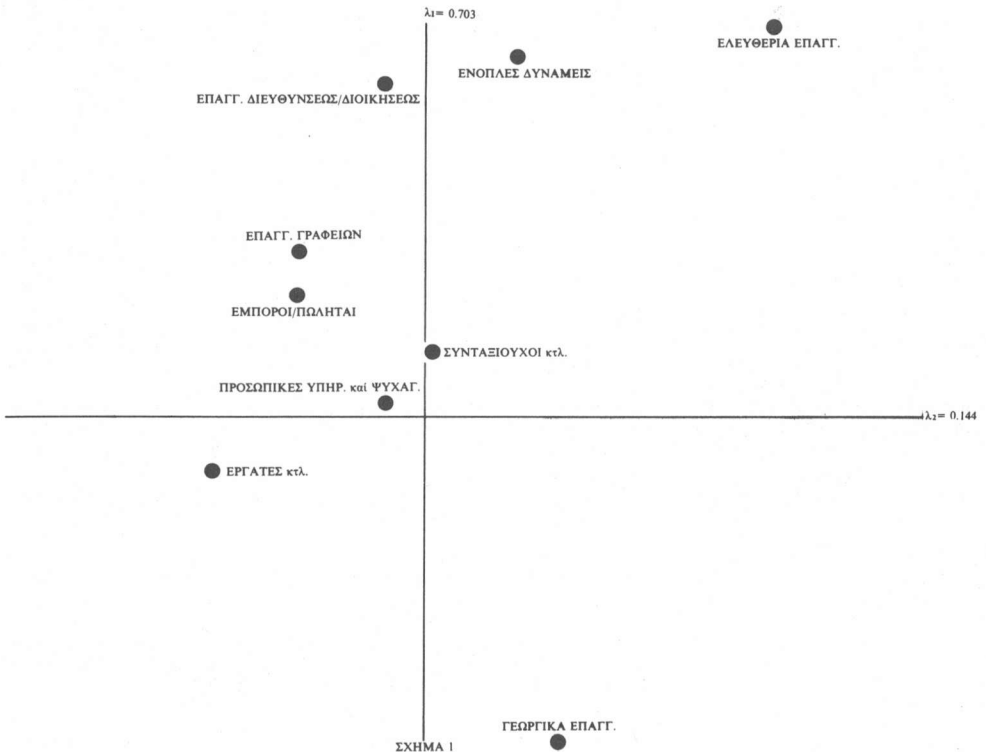 λ₁= 0.703
ΕΛΕΥΘΕΡΙΑ ΕΠΑΓΓ.
ΕΝΟΠΛΕΣ ΔΥΝΑΜΕΙΣ
ΕΠΑΓΓ. ΔΙΕΥΘΥΝΣΕΩΣ/ΔΙΟΙΚΗΣΕΩΣ
ΕΠΑΓΓ. ΓΡΑΦΕΙΩΝ
ΕΜΠΟΡΟΙ/ΠΩΛΗΤΑΙ
ΣΥΝΤΑΞΙΟΥΧΟΙ κτλ.
ΠΡΟΣΩΠΙΚΕΣ ΥΠΗΡ. καί ΨΥΧΑΓ.
λ₂= 0.144
ΕΡΓΑΤΕΣ κτλ.
ΓΕΩΡΓΙΚΑ ΕΠΑΓΓ.
ΣΧΗΜΑ 1